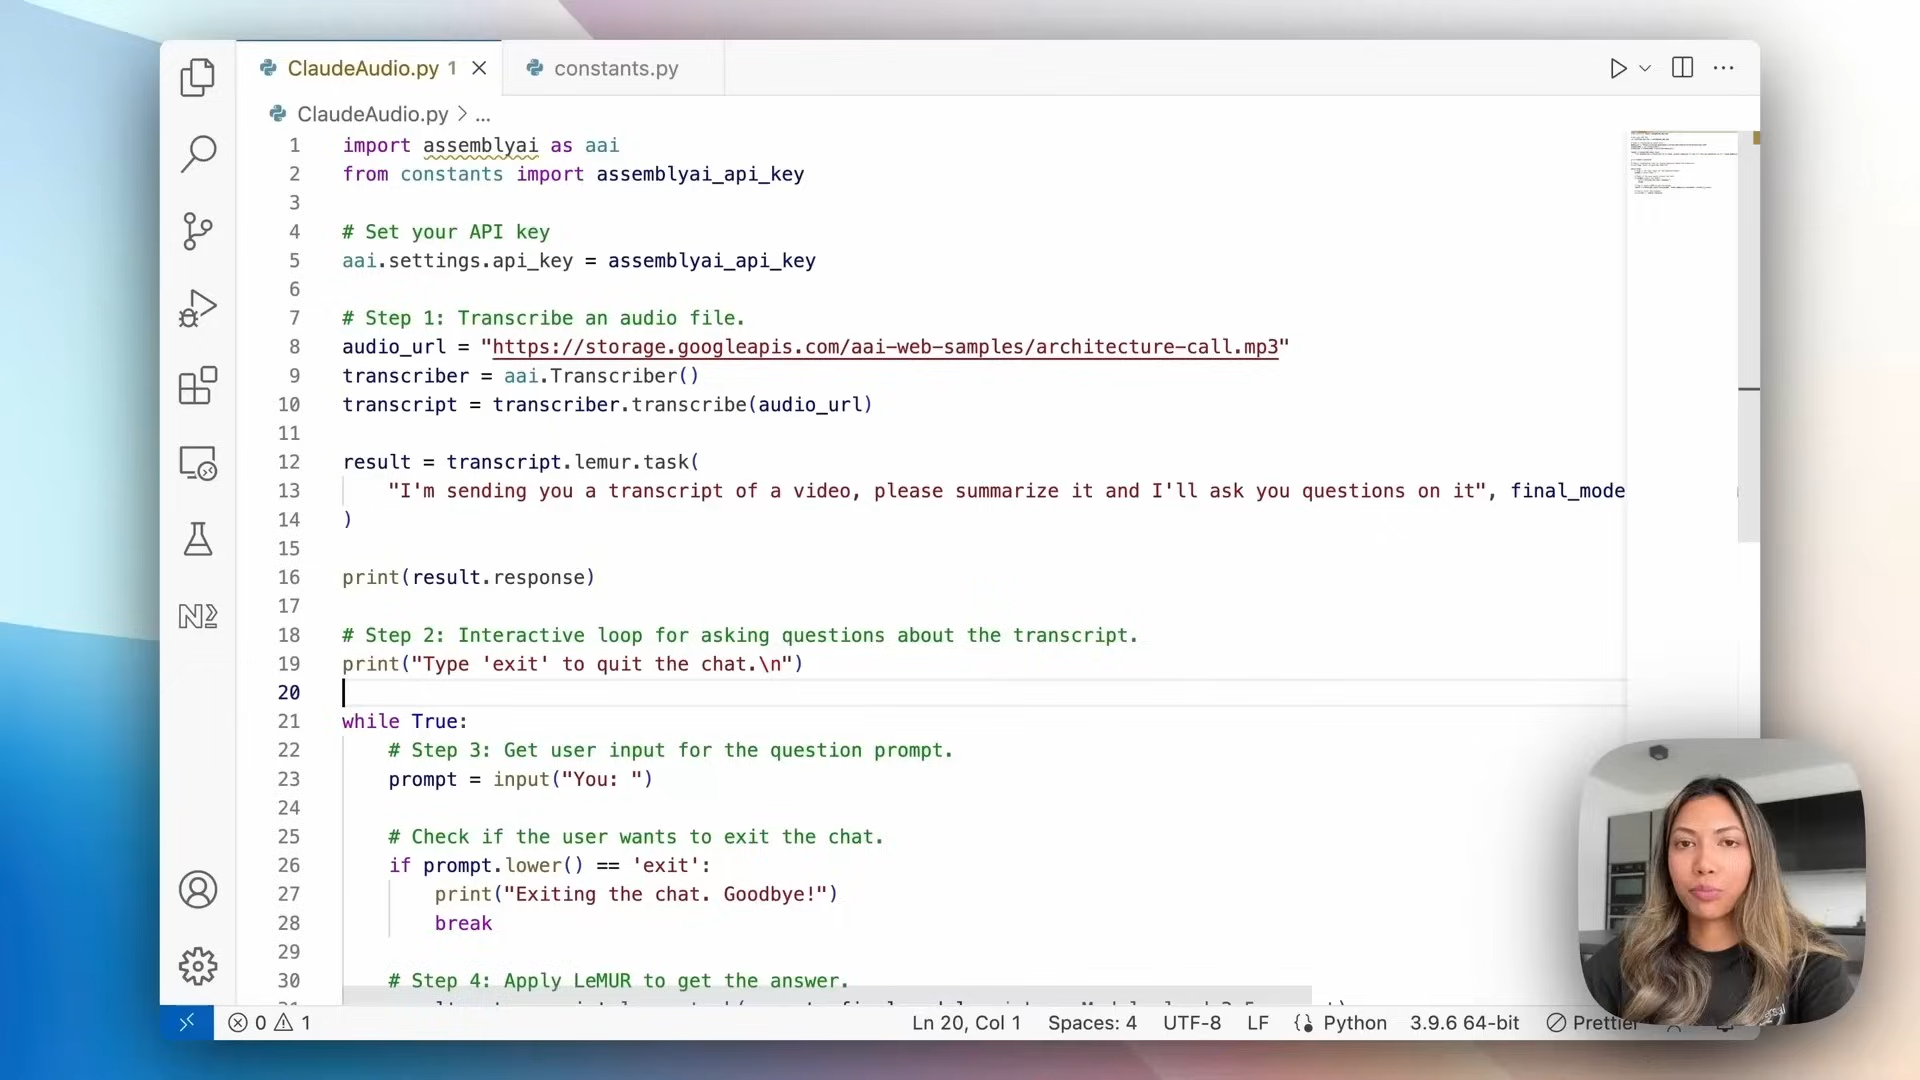 ClaudeAudio.py 1
constants.py
ClaudeAudio.py > ...
1 import assemblyai as aai
2 from constants import assemblyai_api_key
3
4 # Set your API key
5 aai.settings.api_key = assemblyai_api_key
6
7 # Step 1: Transcribe an audio file.
8 audio_url = "https://storage.googleapis.com/aai-web-samples/architecture-call.mp3"
9 transcriber = aai.Transcriber()
10 transcript = transcriber.transcribe(audio_url)
11
12 result = transcript.lemur.task(
13 "I'm sending you a transcript of a video, please summarize it and I'll ask you questions on it", final_mode
14 )
15
16 print(result.response)
17
18 # Step 2: Interactive loop for asking questions about the transcript.
19 print("Type 'exit' to quit the chat.\n")
20
21 while True:
22 # Step 3: Get user input for the question prompt.
23 prompt = input("You: ")
24
25 # Check if the user wants to exit the chat.
26 if prompt.lower() == 'exit':
27 print("Exiting the chat. Goodbye!")
28 break
29
30 # Step 4: Apply LeMUR to get the answer.
0 1 Ln 20, Col 1 Spaces: 4 UTF-8 LF Python 3.9.6 64-bit Prettier